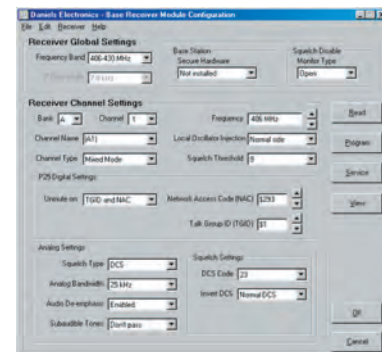 Daniels Electronics - Base Receiver Module Configuration
File Edit Receiver Help
Receiver Global Settings
Frequency Band 406-430 MHz
Base Station
Secure Hardware
Not installed
Squelch Disable
Monitor Type
Open
Receiver Channel Settings
Bank A Channel 1
Frequency 406 MHz
Channel Name (A1)
Local Oscillator Injection Normal side
Channel Type Mixed Mode
Squelch Threshold 8
P25 Digital Settings
Unmute on: TGID and NAC
Network Access Code (NAC) $293
Talk Group ID (TGID) $1
Analog Settings
Squelch Type DCS
Analog Bandwidth 25 kHz
Audio De-emphasis Enabled
Subaudible Tones Don't pass
Squelch Settings
DCS Code 23
Invert DCS Normal DCS
Read
Program
Service
View
OK
Cancel